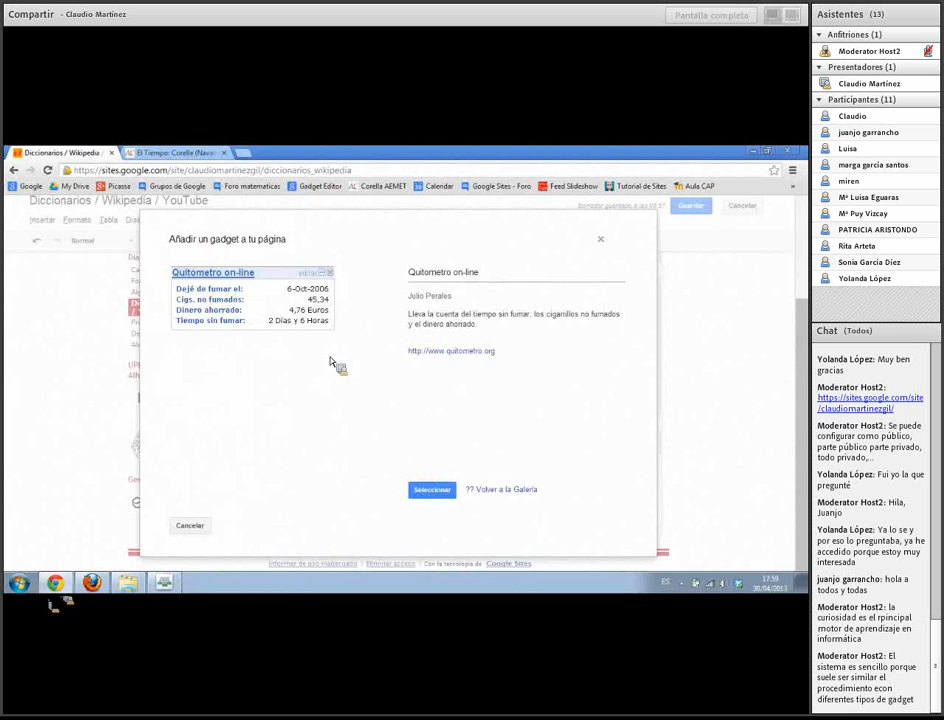 Compartir - Claudio Martínez
Pantalla completa
Diccionarios / Wikipedia /
El Tiempo: Corella (Nava
https://sites.google.com/site/claudiomartinezgil/diccionarios_wikipedia
Google
My Drive
Picassa
Grupos de Google
Foro matematicas
Gadget Editor
Corella AEMET
Calendar
Google Sites - Foro
Feed Slideshow
Tutorial de Sites
Aula CAP
»
Diccionarios / Wikipedia / YouTube
Guardar
Cancelar
Insertar Formato Tabla
Normal
Añadir un gadget a tu página
Quitometro on-line
Dejé de fumar el: 6-Oct-2006
Cigs. no fumados: 45,34
Dinero ahorrado: 4,76 Euros
Tiempo sin fumar: 2 Días y 6 Horas
Quitometro on-line
Julio Perales
Lleva la cuenta del tiempo sin fumar, los cigarrillos no fumados
y el dinero ahorrado.
http://www.quitometro.org
Seleccionar
?? Volver a la Galería
Cancelar
Informar de uso inadecuado | Eliminar acceso | Con la tecnología de Google Sites
ES
17:59
30/04/2013
Asistentes (13)
Anfitriones (1)
Moderator Host2
Presentadores (1)
Claudio Martínez
Participantes (11)
Claudio
juanjo garrancho
Luisa
marga garcía santos
miren
Mª Luisa Eguaras
Mª Puy Vizcay
PATRICIA ARISTONDO
Rita Arteta
Sonia García Díez
Yolanda López
Chat (Todos)
Yolanda López: Muy ben
gracias
Moderator Host2:
https://sites.google.com/site
/claudiomartinezgil/
Moderator Host2: Se puede
configurar como público,
parte público parte privado,
todo privado,...
Yolanda López: Fui yo la que
pregunté
Moderator Host2: Hila,
Juanjo
Yolanda López: Ya lo se y
por eso lo preguntaba, ya he
accedido porque estoy muy
interesada
juanjo garrancho: hola a
todos y todas
Moderator Host2: la
curiosidad es el rpincipal
motor de aprendizaje en
informática
Moderator Host2: El
sistema es sencillo porque
suele ser similar el
procedimiento econ
diferentes tipos de gadget